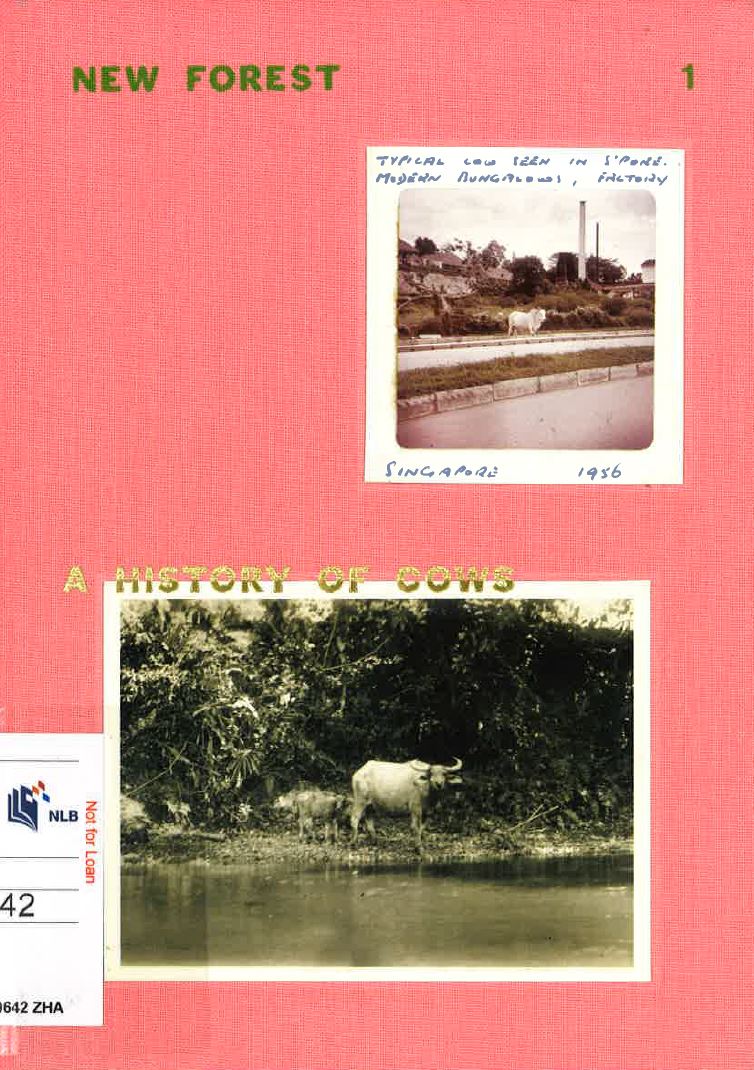 NEW FOREST
1
TYPICAL COW SEEN IN S'PORE.
MODERN BUNGALOWS, FACTORY
SINGAPORE 1956
A HISTORY OF COWS
NLB
Not for Loan
42
0642 ZHA